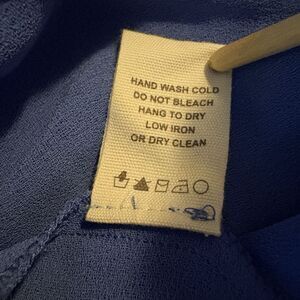 HAND WASH COLD
DO NOT BLEACH
HANG TO DRY
LOW IRON
OR DRY CLEAN